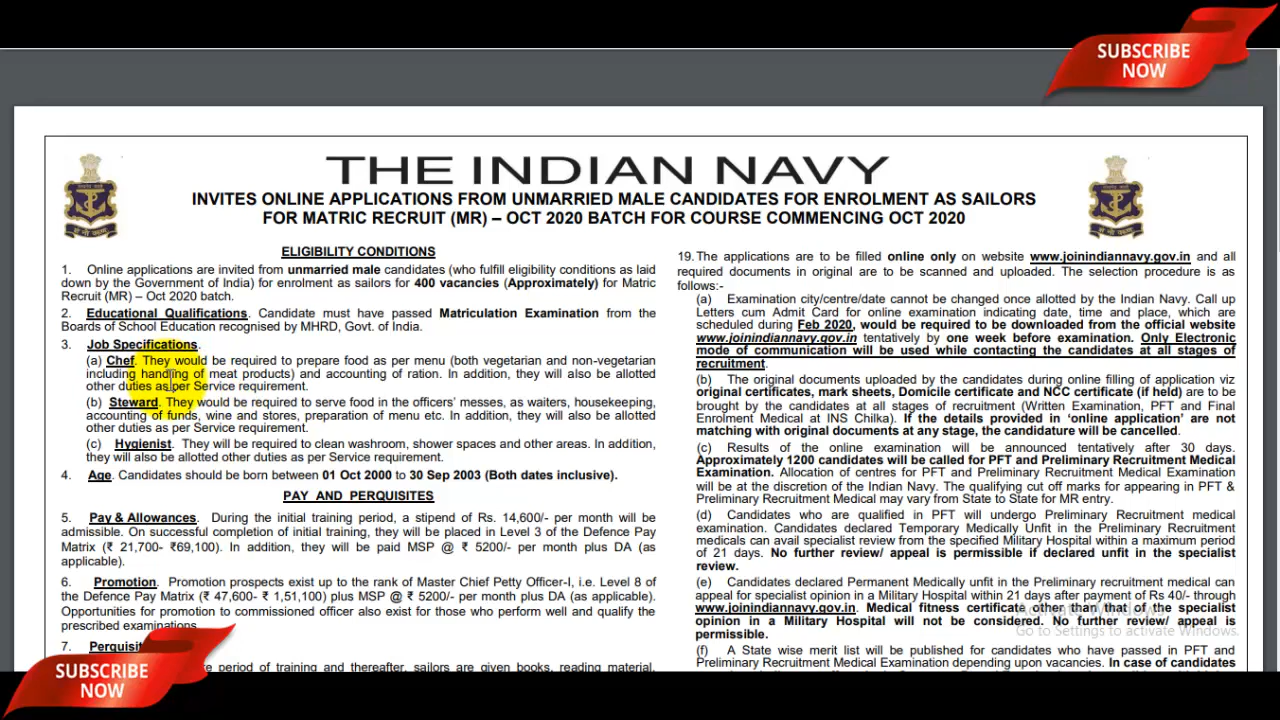 SUBSCRIBE
NOW
THE INDIAN NAVY
INVITES ONLINE APPLICATIONS FROM UNMARRIED MALE CANDIDATES FOR ENROLMENT AS SAILORS
FOR MATRIC RECRUIT (MR) – OCT 2020 BATCH FOR COURSE COMMENCING OCT 2020
ELIGIBILITY CONDITIONS
1. Online applications are invited from unmarried male candidates (who fulfill eligibility conditions as laid
down by the Government of India) for enrolment as sailors for 400 vacancies (Approximately) for Matric
Recruit (MR) – Oct 2020 batch.
2. Educational Qualifications. Candidate must have passed Matriculation Examination from the
Boards of School Education recognised by MHRD, Govt. of India.
3. Job Specifications.
(a) Chef. They would be required to prepare food as per menu (both vegetarian and non-vegetarian
including handling of meat products) and accounting of ration. In addition, they will also be allotted
other duties as per Service requirement.
(b) Steward. They would be required to serve food in the officers' messes, as waiters, housekeeping,
accounting of funds, wine and stores, preparation of menu etc. In addition, they will also be allotted
other duties as per Service requirement.
(c) Hygienist. They will be required to clean washroom, shower spaces and other areas. In addition,
they will also be allotted other duties as per Service requirement.
4. Age. Candidates should be born between 01 Oct 2000 to 30 Sep 2003 (Both dates inclusive).
PAY AND PERQUISITES
5. Pay & Allowances. During the initial training period, a stipend of Rs. 14,600/- per month will be
admissible. On successful completion of initial training, they will be placed in Level 3 of the Defence Pay
Matrix (₹ 21,700- ₹69,100). In addition, they will be paid MSP @ ₹ 5200/- per month plus DA (as
applicable).
6. Promotion. Promotion prospects exist up to the rank of Master Chief Petty Officer-I, i.e. Level 8 of
the Defence Pay Matrix (₹ 47,600- ₹ 1,51,100) plus MSP @ ₹ 5200/- per month plus DA (as applicable).
Opportunities for promotion to commissioned officer also exist for those who perform well and qualify the
prescribed examinations.
7. Perquisit
period of training and thereafter, sailors are given books, reading material,
19. The applications are to be filled online only on website www.joinindiannavy.gov.in and all
required documents in original are to be scanned and uploaded. The selection procedure is as
follows:-
(a) Examination city/centre/date cannot be changed once allotted by the Indian Navy. Call up
Letters cum Admit Card for online examination indicating date, time and place, which are
scheduled during Feb 2020, would be required to be downloaded from the official website
www.joinindiannavy.gov.in tentatively by one week before examination. Only Electronic
mode of communication will be used while contacting the candidates at all stages of
recruitment.
(b) The original documents uploaded by the candidates during online filling of application viz
original certificates, mark sheets, Domicile certificate and NCC certificate (if held) are to be
brought by the candidates at all stages of recruitment (Written Examination, PFT and Final
Enrolment Medical at INS Chilka). If the details provided in 'online application' are not
matching with original documents at any stage, the candidature will be cancelled.
(c) Results of the online examination will be announced tentatively after 30 days.
Approximately 1200 candidates will be called for PFT and Preliminary Recruitment Medical
Examination. Allocation of centres for PFT and Preliminary Recruitment Medical Examination
will be at the discretion of the Indian Navy. The qualifying cut off marks for appearing in PFT &
Preliminary Recruitment Medical may vary from State to State for MR entry.
(d) Candidates who are qualified in PFT will undergo Preliminary Recruitment medical
examination. Candidates declared Temporary Medically Unfit in the Preliminary Recruitment
medicals can avail specialist review from the specified Military Hospital within a maximum period
of 21 days. No further review/ appeal is permissible if declared unfit in the specialist
review.
(e) Candidates declared Permanent Medically unfit in the Preliminary recruitment medical can
appeal for specialist opinion in a Military Hospital within 21 days after payment of Rs 40/- through
www.joinindiannavy.gov.in. Medical fitness certificate other than that of the specialist
opinion in a Military Hospital will not be considered. No further review/ appeal is
permissible.
(f) A State wise merit list will be published for candidates who have passed in PFT and
Preliminary Recruitment Medical Examination depending upon vacancies. In case of candidates
Activate Windows
Go to Settings to activate Windows.
SUBSCRIBE
NOW